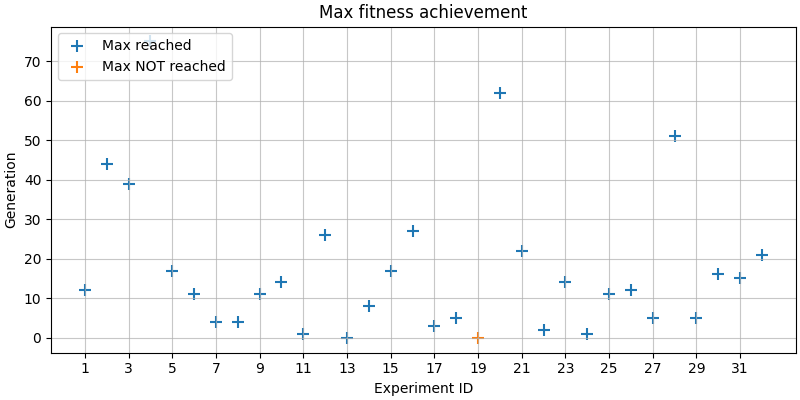 Max fitness achievement
Max reached
Max NOT reached
Generation
70
60
50
40
30
20
10
0
1 3 5 7 9 11 13 15 17 19 21 23 25 27 29 31
Experiment ID